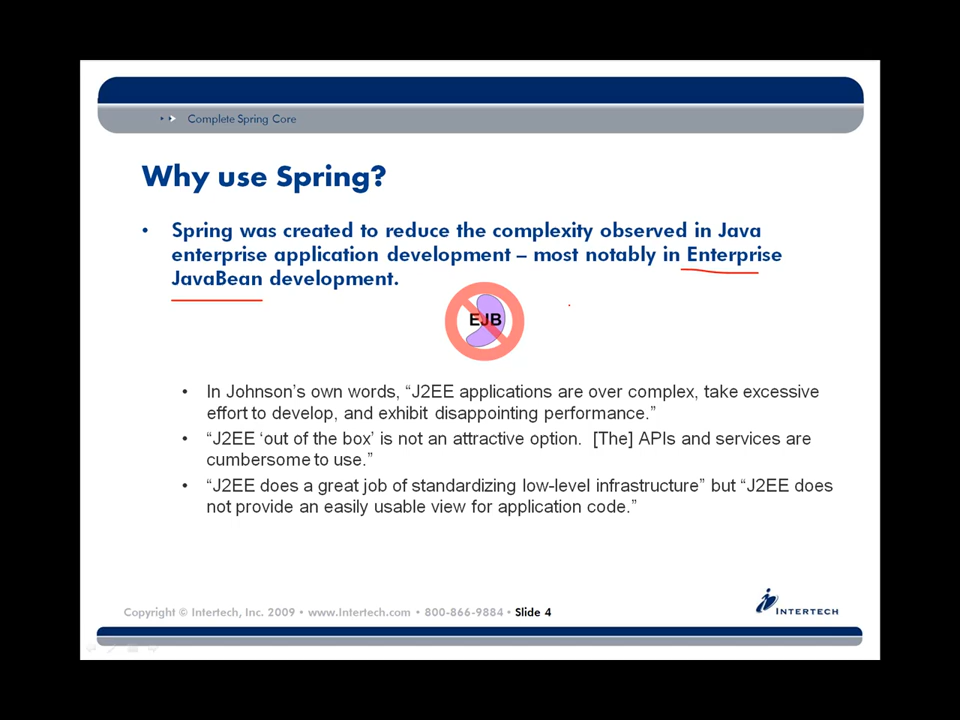 Complete Spring Core
Why use Spring?
• Spring was created to reduce the complexity observed in Java
enterprise application development – most notably in Enterprise
JavaBean development.
EJB
• In Johnson’s own words, “J2EE applications are over complex, take excessive
effort to develop, and exhibit disappointing performance.”
• “J2EE ‘out of the box’ is not an attractive option.  [The] APIs and services are
cumbersome to use.”
• “J2EE does a great job of standardizing low-level infrastructure” but “J2EE does
not provide an easily usable view for application code.”
Copyright © Intertech, Inc. 2009 • www.Intertech.com • 800-866-9884 • Slide 4
INTERTECH